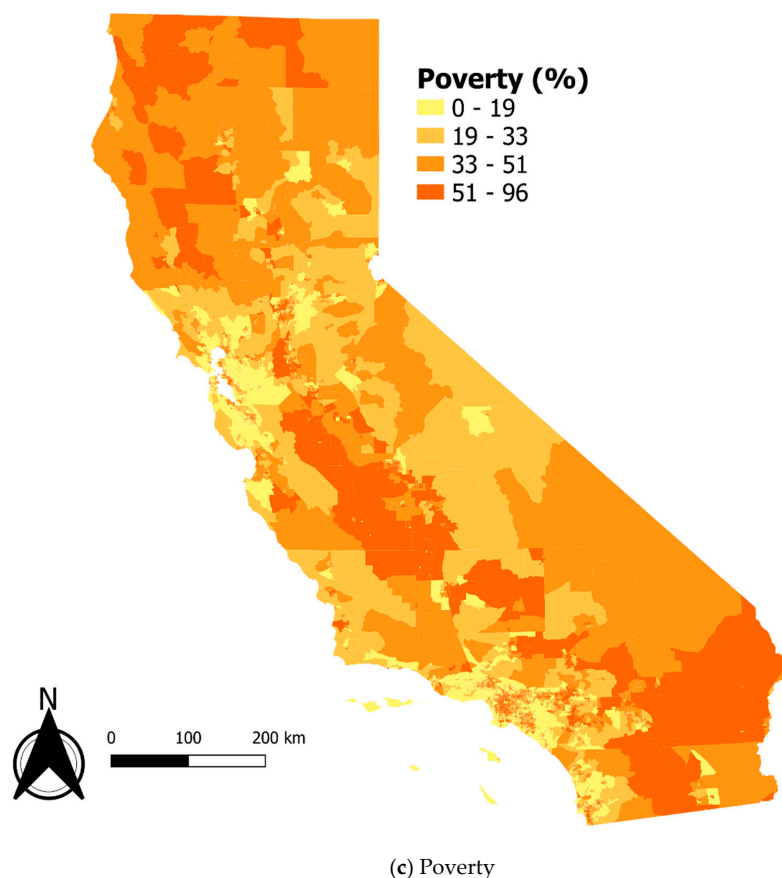 Poverty (%)
0 - 19
19 - 33
33 - 51
51 - 96
N
0 100 200 km
(c) Poverty